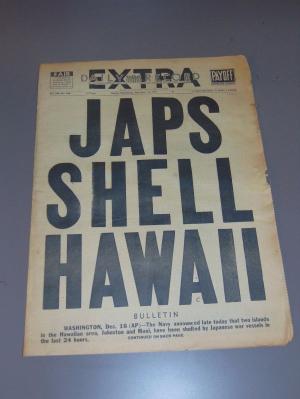 FAIR
EXTRA
PAYOFF
JAPS
SHELL
HAWAII
BULLETIN
WASHINGTON, Dec. 16 (AP)—The Navy announced late today that two islands
in the Hawaiian area, Johnston and Maui, have been shelled by Japanese war vessels in
the last 24 hours.
CONTINUED ON BACK PAGE